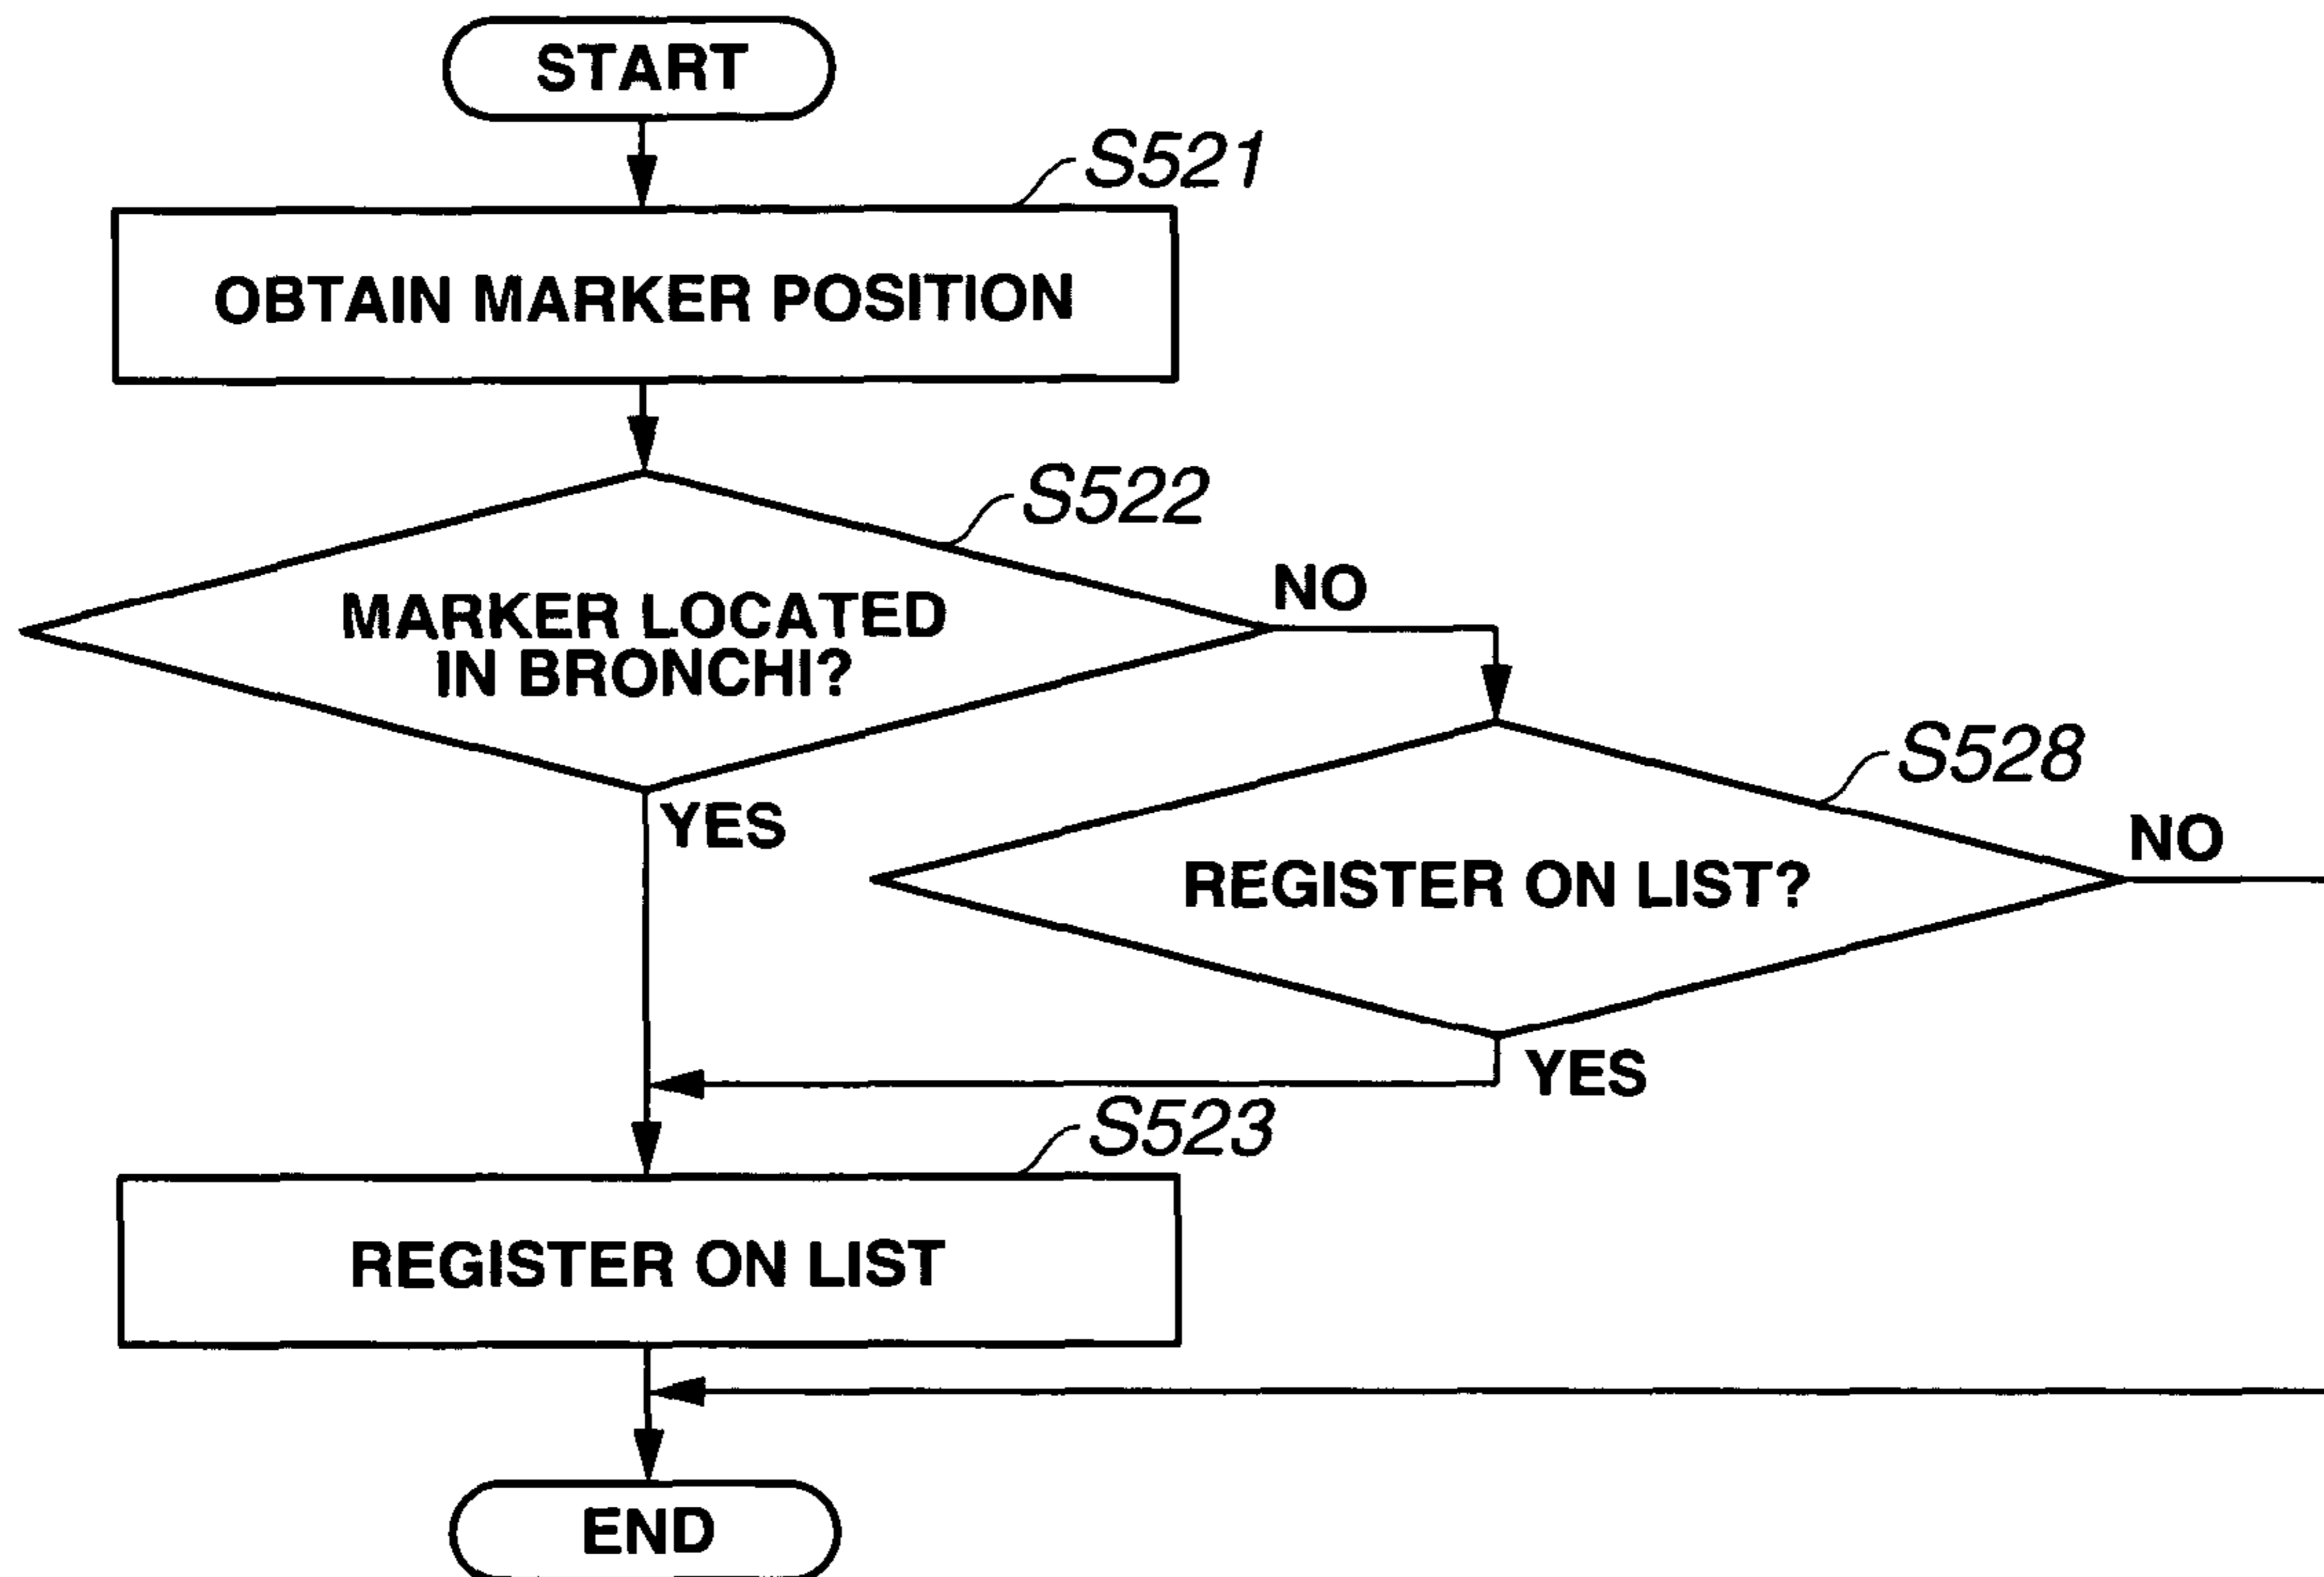 START
S521
OBTAIN MARKER POSITION
S522
MARKER LOCATED
IN BRONCHI?
NO
YES
S528
REGISTER ON LIST?
NO
YES
S523
REGISTER ON LIST
END